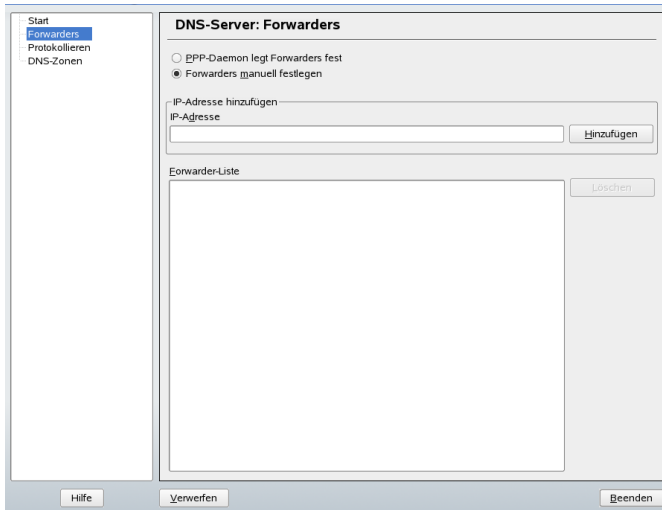 Start
Forwarders
Protokollieren
DNS-Zonen
DNS-Server: Forwarders
PPP-Daemon legt Forwarders fest
Forwarders manuell festlegen
IP-Adresse hinzufügen
IP-Adresse
Hinzufügen
Forwarder-Liste
Löschen
Hilfe
Verwerfen
Beenden